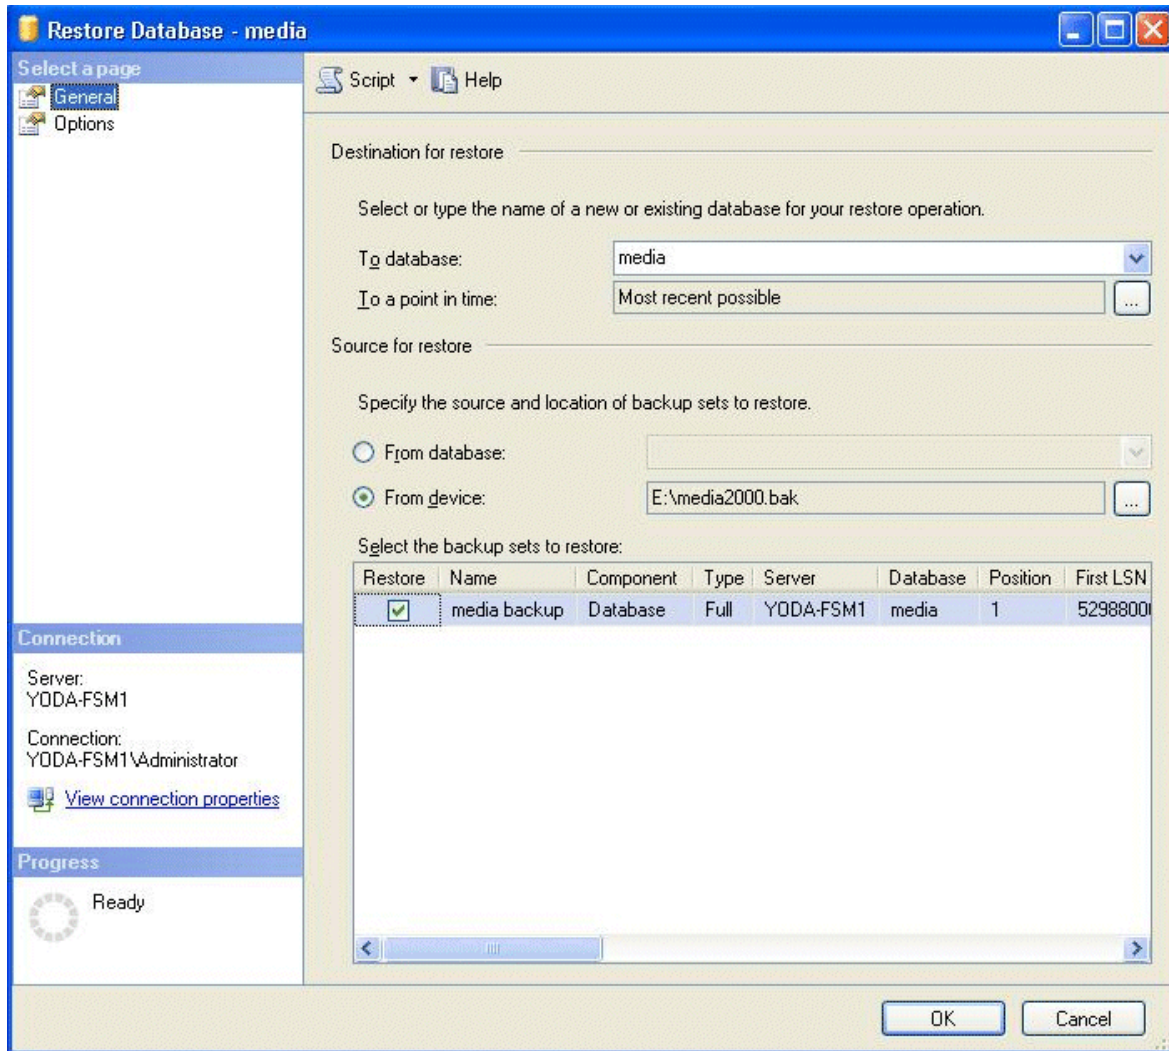 Restore Database - media
Select a page
General
Options
Script
Help
Destination for restore
Select or type the name of a new or existing database for your restore operation.
To database:
media
To a point in time:
Most recent possible
...
Source for restore
Specify the source and location of backup sets to restore.
From database:
From device:
E:\media2000.bak
...
Select the backup sets to restore:
Restore Name Component Type Server Database Position First LSN
media backup Database Full YODA-FSM1 media 1 52988000
Connection
Server:
YODA-FSM1
Connection:
YODA-FSM1\Administrator
View connection properties
Progress
Ready
OK
Cancel